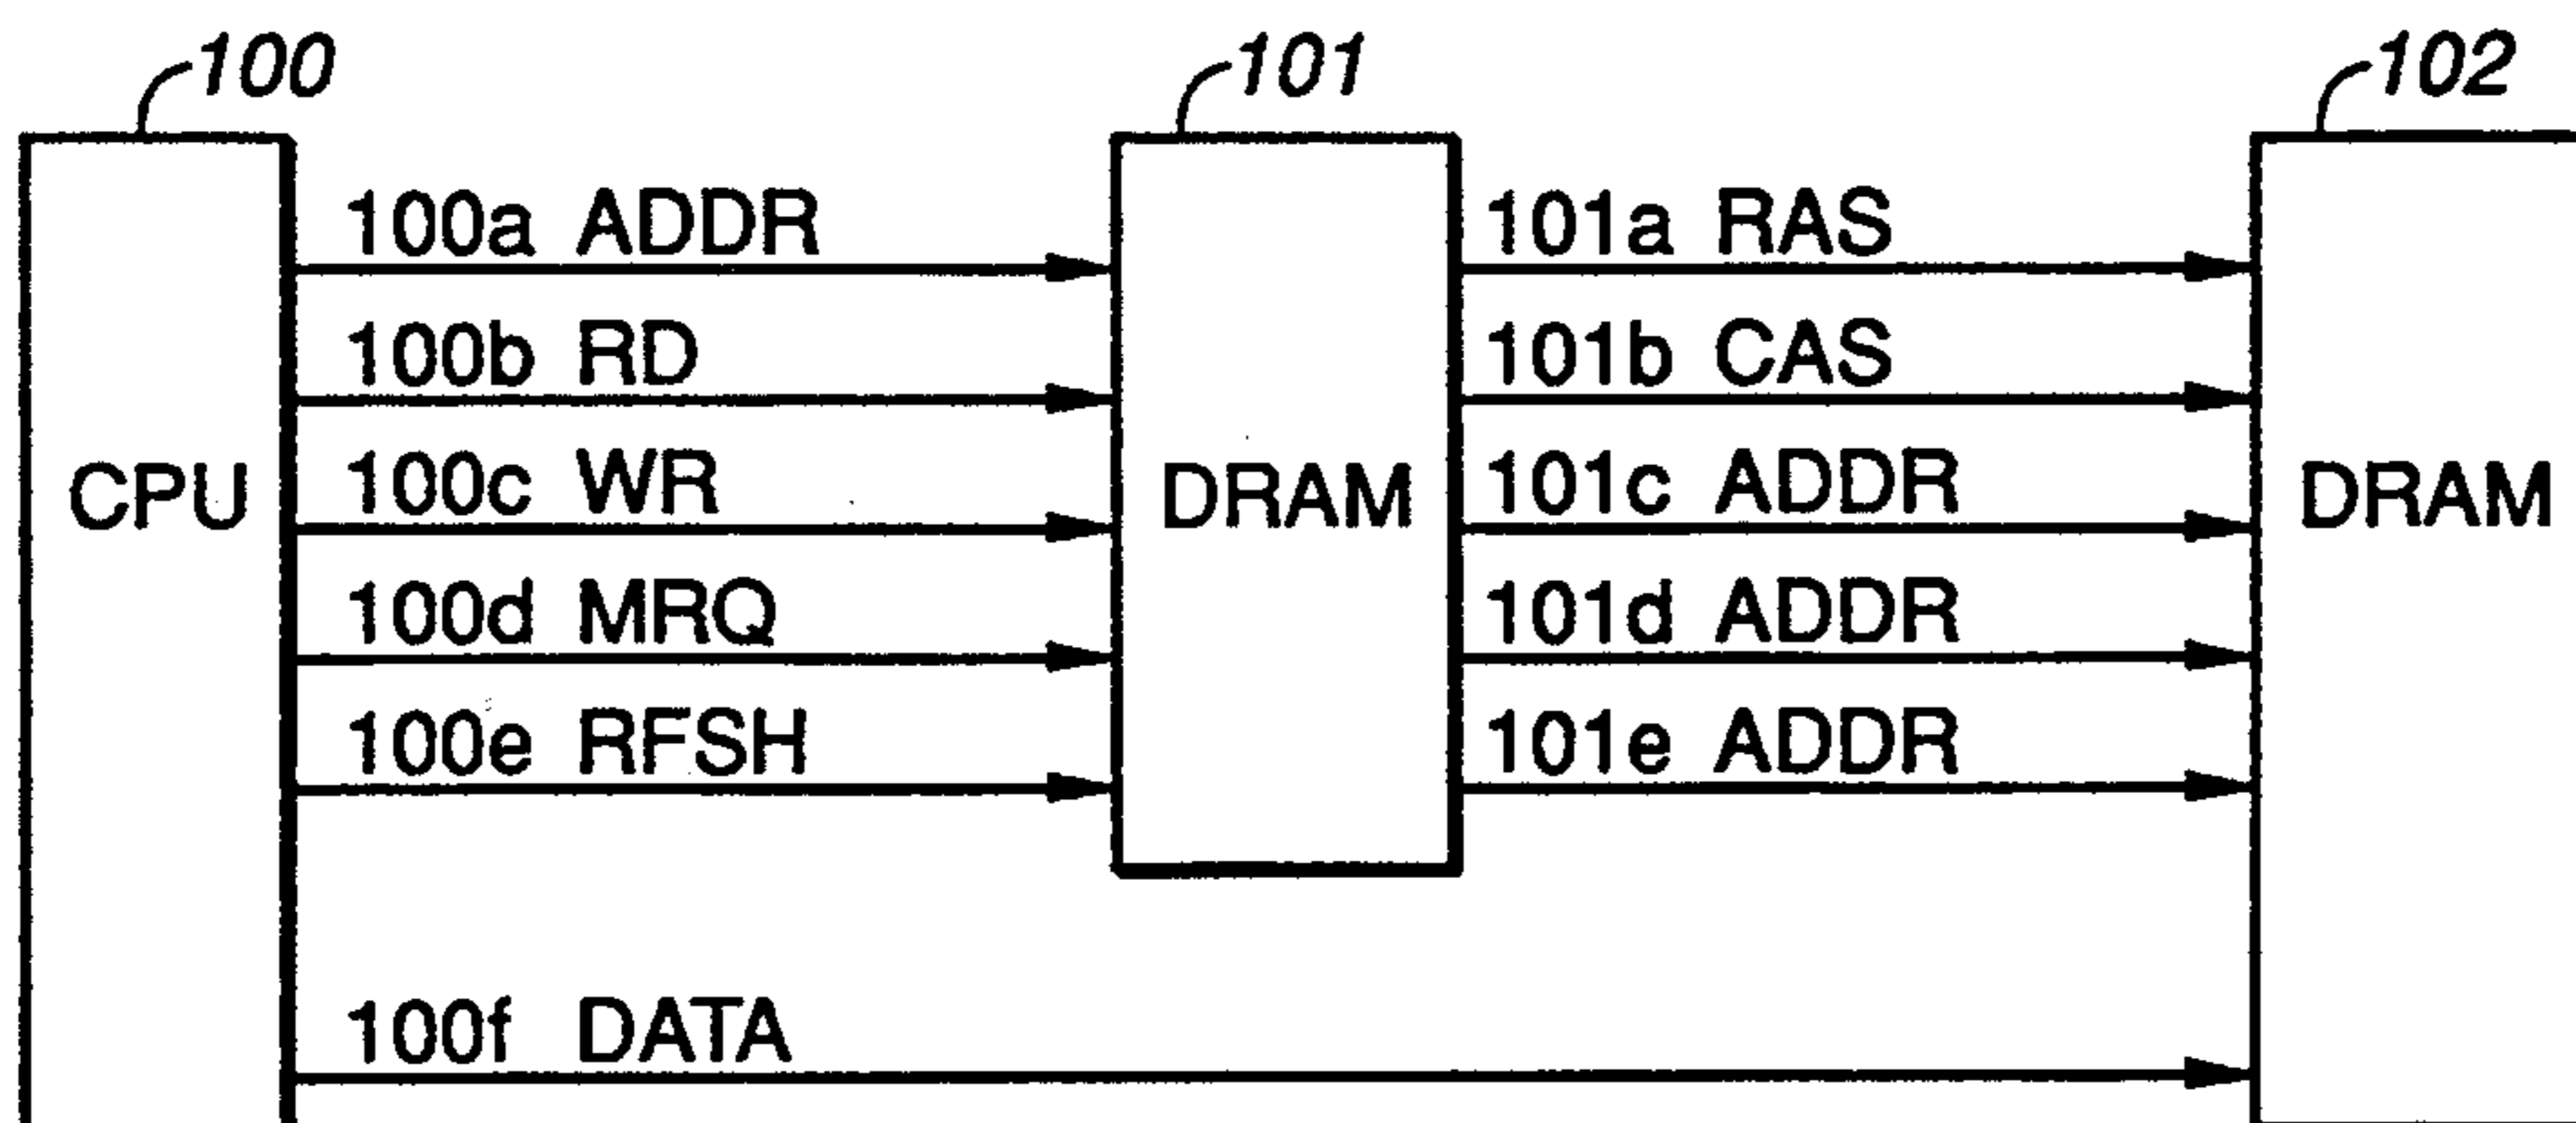 100
101
102
100a ADDR
101a RAS
100b RD
101b CAS
CPU
100c WR
DRAM
101c ADDR
DRAM
100d MRQ
101d ADDR
100e RFSH
101e ADDR
100f DATA